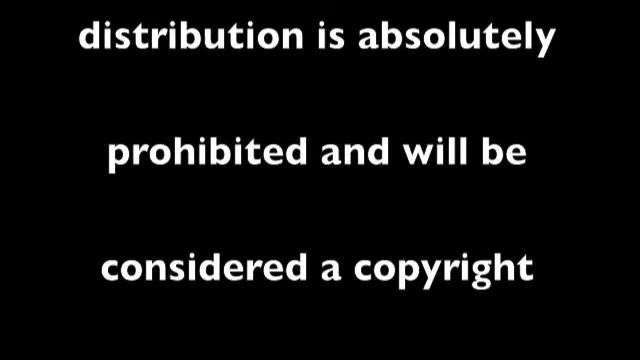 distribution is absolutely
prohibited and will be
considered a copyright